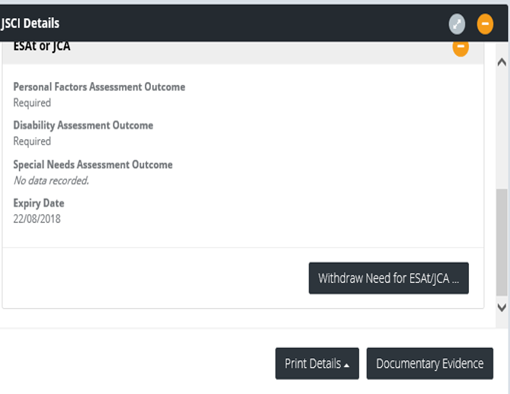 JSCI Details
ESAt or JCA
Personal Factors Assessment Outcome
Required
Disability Assessment Outcome
Required
Special Needs Assessment Outcome
No data recorded.
Expiry Date
22/08/2018
Withdraw Need for ESAt/JCA ...
Print Details
Documentary Evidence